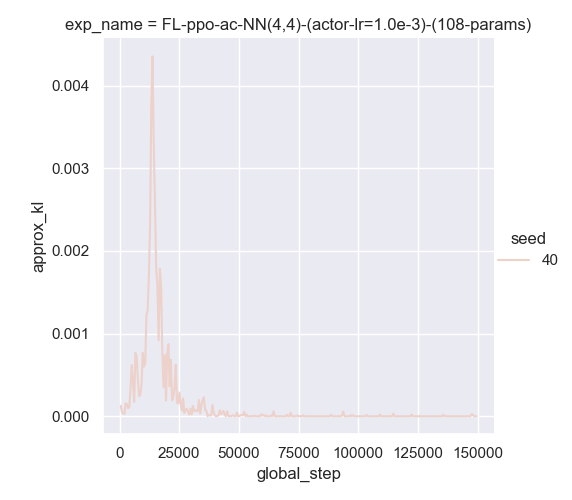 exp_name = FL-ppo-ac-NN(4,4)-(actor-lr=1.0e-3)-(108-params)
0.004
0.003
0.002
0.001
0.000
approx_kl
seed
40
0 25000 50000 75000 100000 125000 150000
global_step